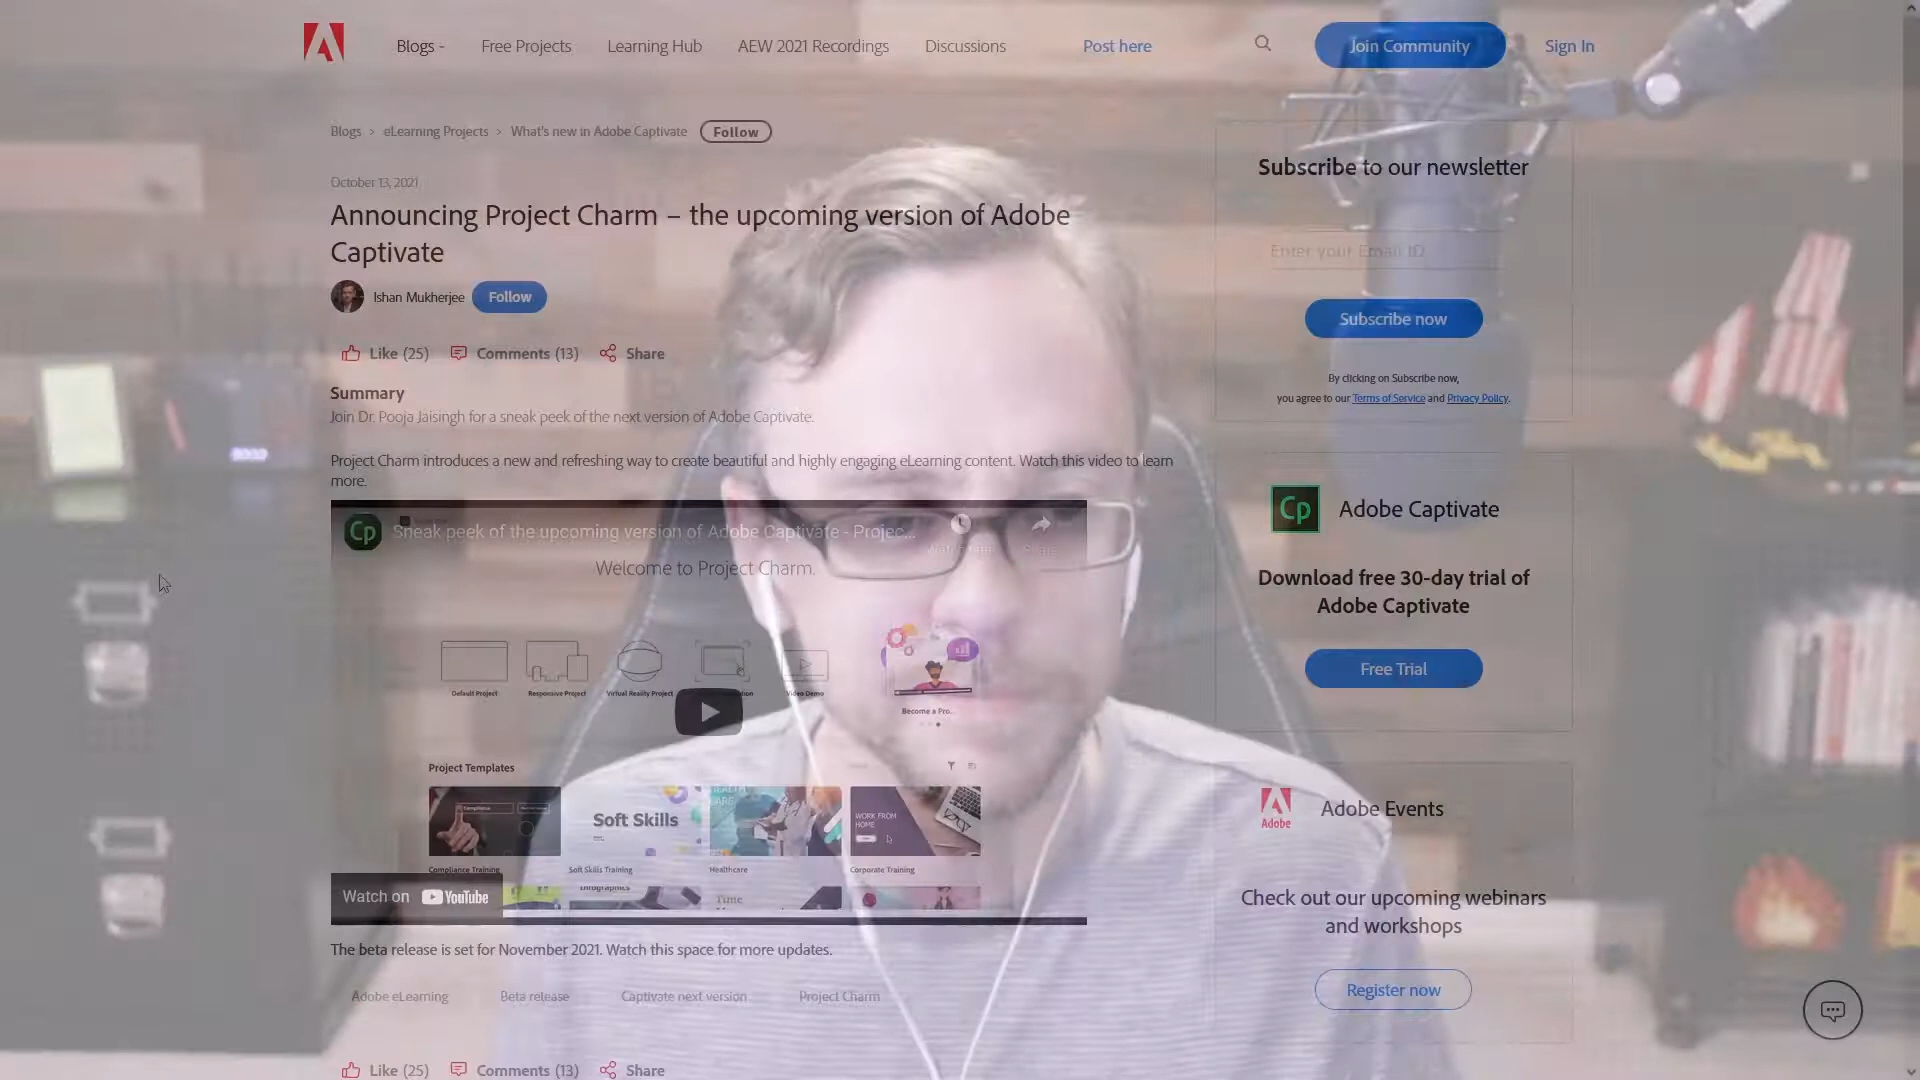 Blogs
Free Projects
Learning Hub
AEW 2021 Recordings
Discussions
Post here
Join Community
Sign In
Blogs > eLearning Projects > What's new in Adobe Captivate
Follow
October 13, 2021
Announcing Project Charm – the upcoming version of Adobe
Captivate
Ishan Mukherjee
Follow
Like (25)
Comments (13)
Share
Summary
Join Dr. Pooja Jaisingh for a sneak peek of the next version of Adobe Captivate.
Project Charm introduces a new and refreshing way to create beautiful and highly engaging eLearning content. Watch this video to learn
more.
Cp
Sneak peek of the upcoming version of Adobe Captivate - Projec...
Welcome to Project Charm.
Default Project
Responsive Project
Virtual Reality Project
Video Demo
Become a Pro...
Project Templates
Compliance
Soft Skills
WORK FROM
HOME
Compliance Training
Soft Skills Training
Healthcare
Corporate Training
Infographics
Time
Watch on YouTube
The beta release is set for November 2021. Watch this space for more updates.
Adobe eLearning
Beta release
Captivate next version
Project Charm
Like (25)
Comments (13)
Share
Subscribe to our newsletter
Enter your Email ID
Subscribe now
By clicking on Subscribe now,
you agree to our Terms of Service and Privacy Policy.
Cp
Adobe Captivate
Download free 30-day trial of
Adobe Captivate
Free Trial
Adobe
Adobe Events
Check out our upcoming webinars
and workshops
Register now